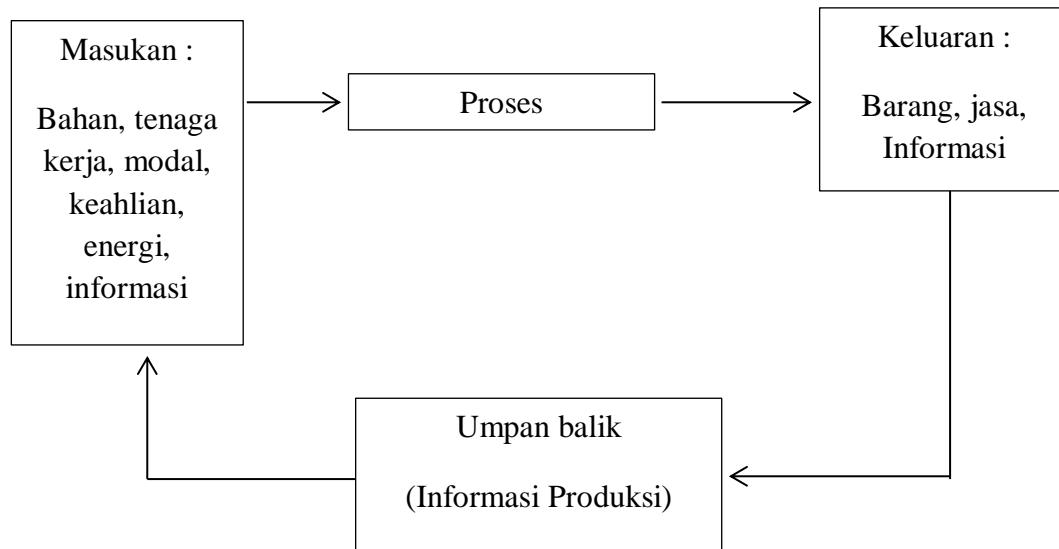 Masukan :
Bahan, tenaga
kerja, modal,
keahlian,
energi,
informasi
Proses
Keluaran :
Barang, jasa,
Informasi
Umpan balik
(Informasi Produksi)